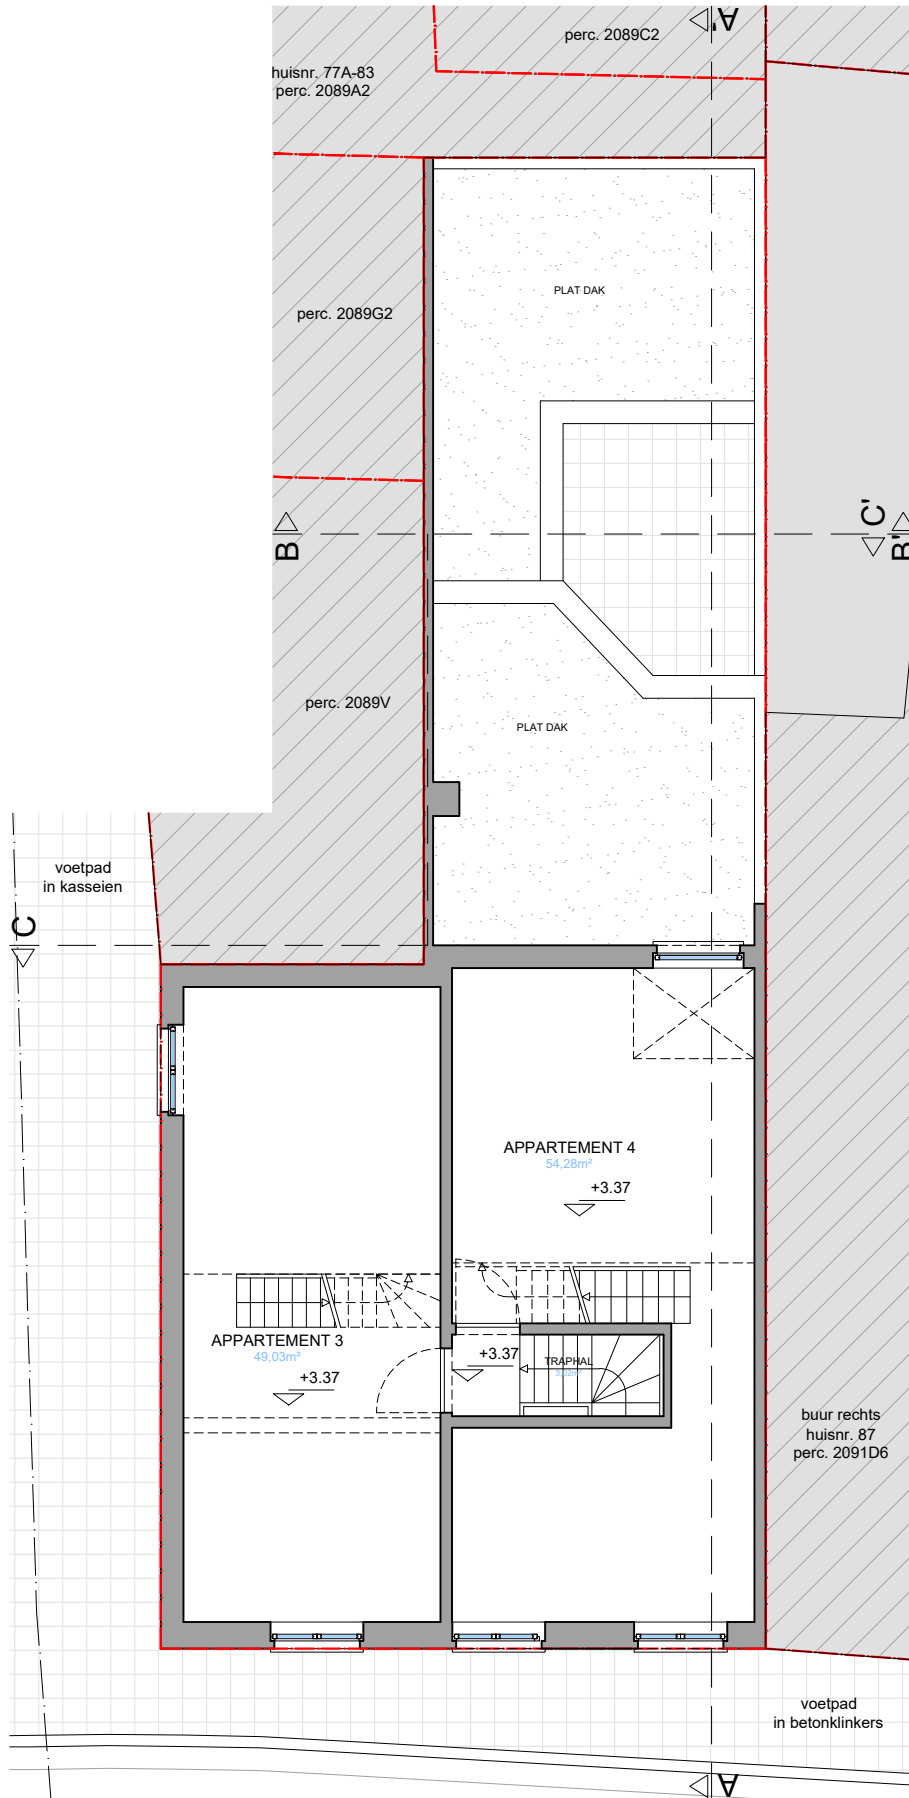 perc. 2089C2
A'
huisnr. 77A-83
perc. 2089A2
PLAT DAK
perc. 2089G2
B
C'
B'
perc. 2089V
PLAT DAK
voetpad
in kasseien
C
APPARTEMENT 4
54,28m²
+3.37
APPARTEMENT 3
49,03m²
+3.37
+3.37
TRAPHAL
buur rechts
huisnr. 87
perc. 2091D6
voetpad
in betonklinkers
A